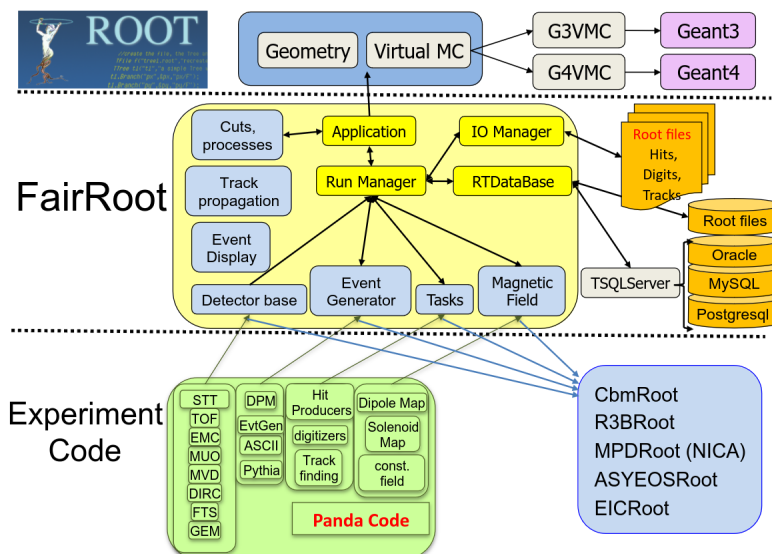 ROOT
Geometry
Virtual MC
G3VMC
Geant3
G4VMC
Geant4
FairRoot
Cuts,
processes
Application
IO Manager
Root files
Hits,
Digits,
Tracks
Track
propagation
Run Manager
RTDataBase
Root files
Event
Display
Oracle
TSQLServer
MySQL
Postgresql
Detector base
Event
Generator
Tasks
Magnetic
Field
Experiment
Code
STT
TOF
EMC
MUO
MVD
DIRC
FTS
GEM
DPM
EvtGen
ASCII
Pythia
Hit
Producers
digitizers
Track
finding
Dipole Map
Solenoid
Map
const.
field
Panda Code
CbmRoot
R3BRoot
MPDRoot (NICA)
ASYEOSRoot
EICRoot